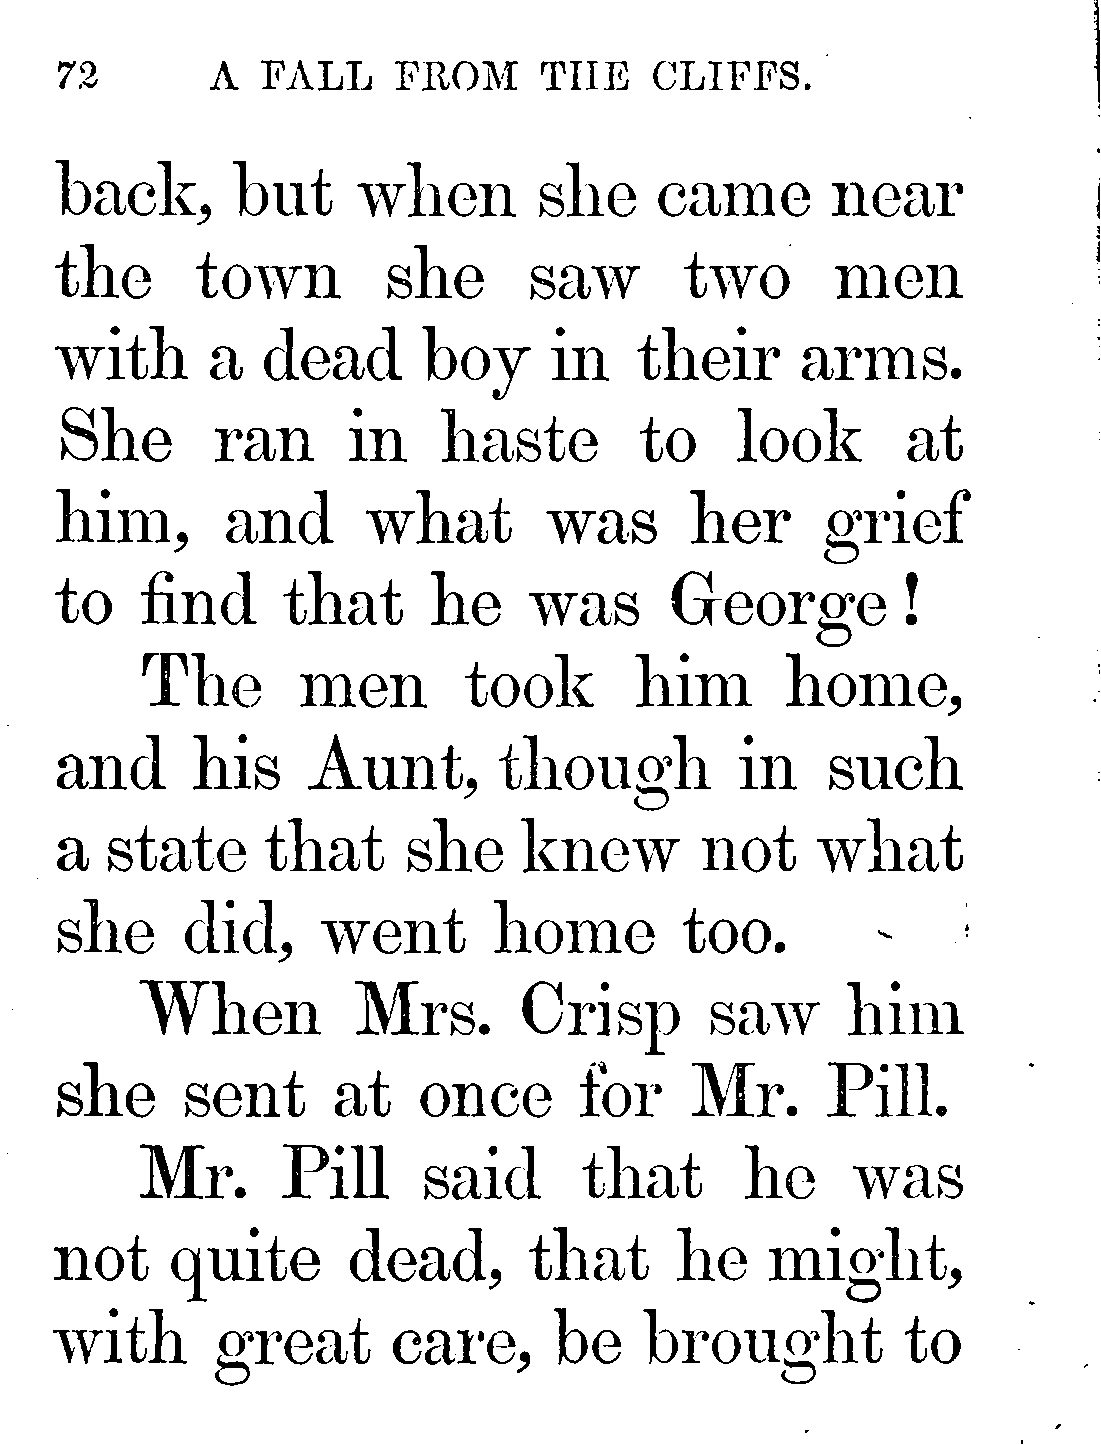 72 A FALL FROM THE CLIFFS.
back, but when she came near
the town she saw two men
with a dead boy in their arms.
She ran in haste to look at
him, and what was her grief
to find that he was George!
The men took him home,
and his Aunt, though in such
a state that she knew not what
she did, went home too.
When Mrs. Crisp saw him
she sent at once for Mr. Pill.
Mr. Pill said that he was
not quite dead, that he might,
with great care, be brought to